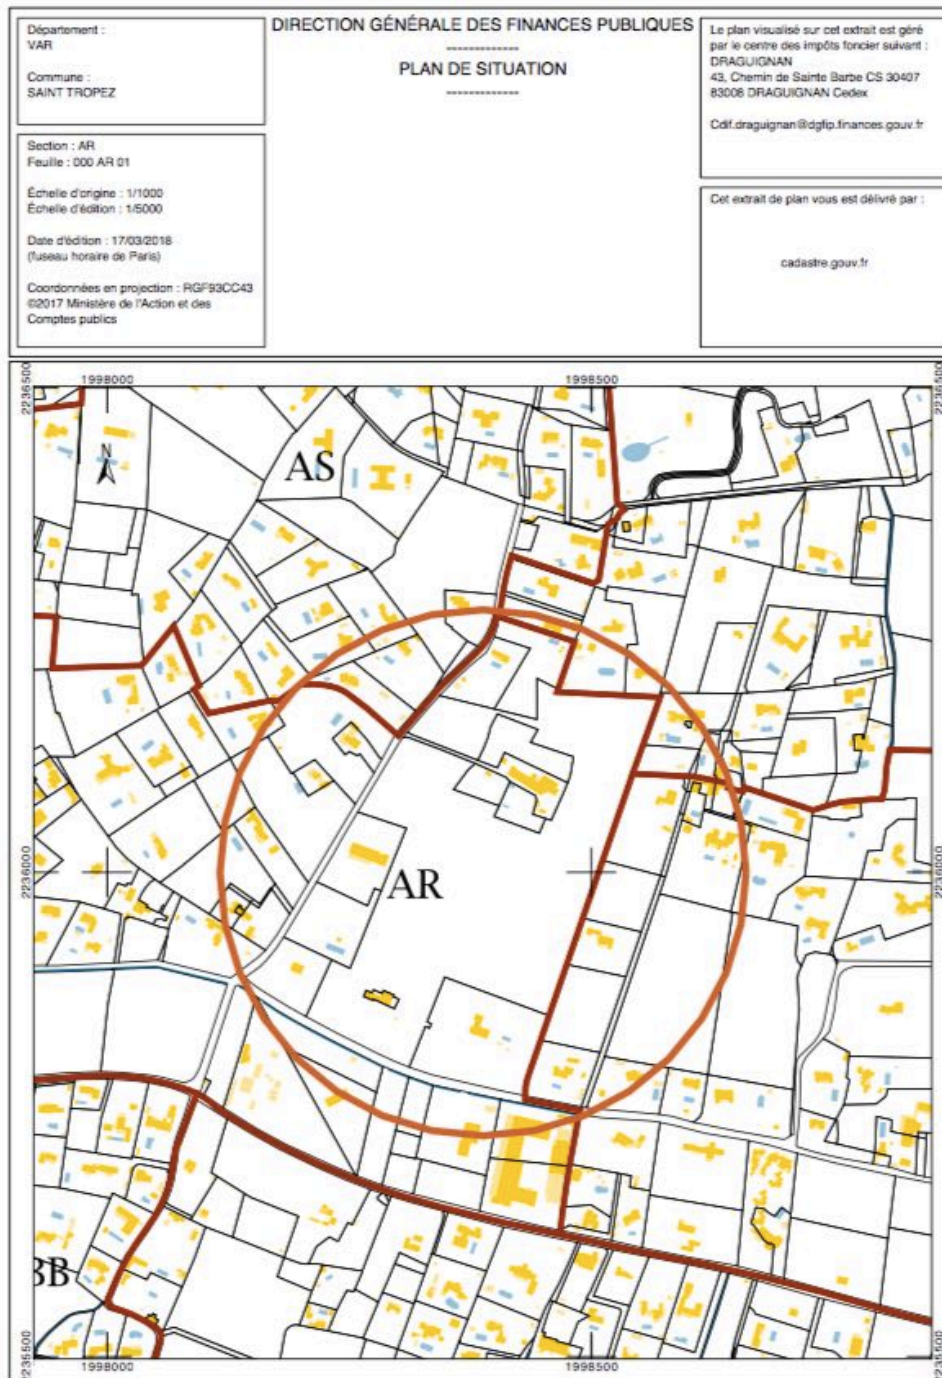 Département :
VAR
Commune :
SAINT TROPEZ
Section : AR
Feuille : 000 AR 01
Échelle d'origine : 1/1000
Échelle d'édition : 1/5000
Date d'édition : 17/03/2018
(fuseau horaire de Paris)
Coordonnées en projection : RGF93CC43
©2017 Ministère de l'Action et des
Comptes publics
DIRECTION GÉNÉRALE DES FINANCES PUBLIQUES
-------------
PLAN DE SITUATION
-------------
Le plan visualisé sur cet extrait est géré
par le centre des impôts foncier suivant :
DRAGUIGNAN
43, Chemin de Sainte Barbe CS 30407
83008 DRAGUIGNAN Cedex
Cdif.draguignan@dgfip.finances.gouv.fr
Cet extrait de plan vous est délivré par :
cadastre.gouv.fr
1998000
1998500
2236500
2236500
N
AS
2236000
2236000
AR
BB
2235500
2235500
1998000
1998500